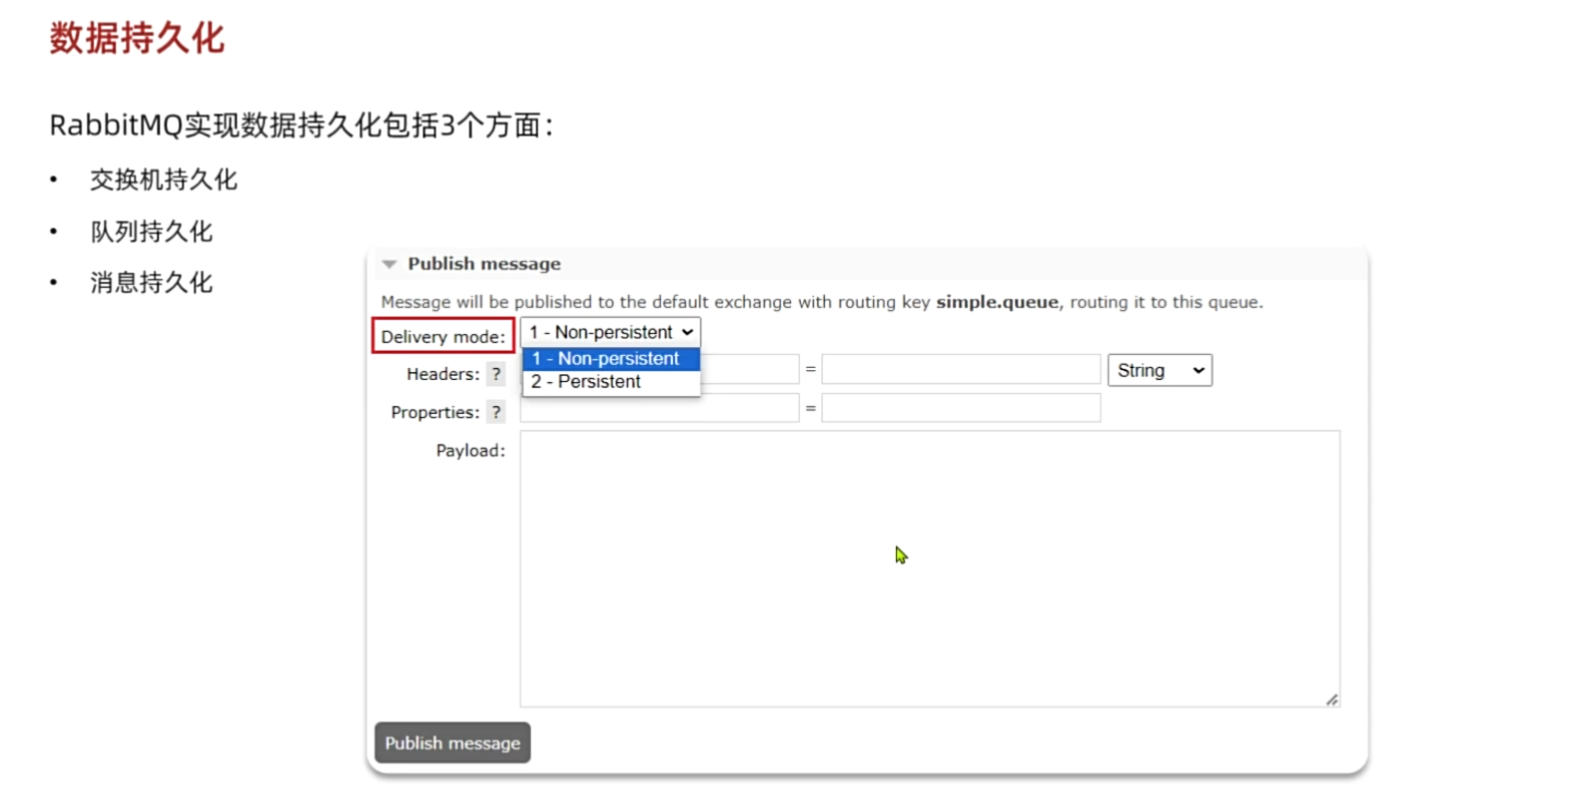 数据持久化
RabbitMQ实现数据持久化包括3个方面：
• 交换机持久化
• 队列持久化
• 消息持久化
Publish message
Message will be published to the default exchange with routing key simple.queue, routing it to this queue.
Delivery mode: 1 - Non-persistent
1 - Non-persistent
2 - Persistent
Headers: ? = String
Properties: ? =
Payload:
Publish message